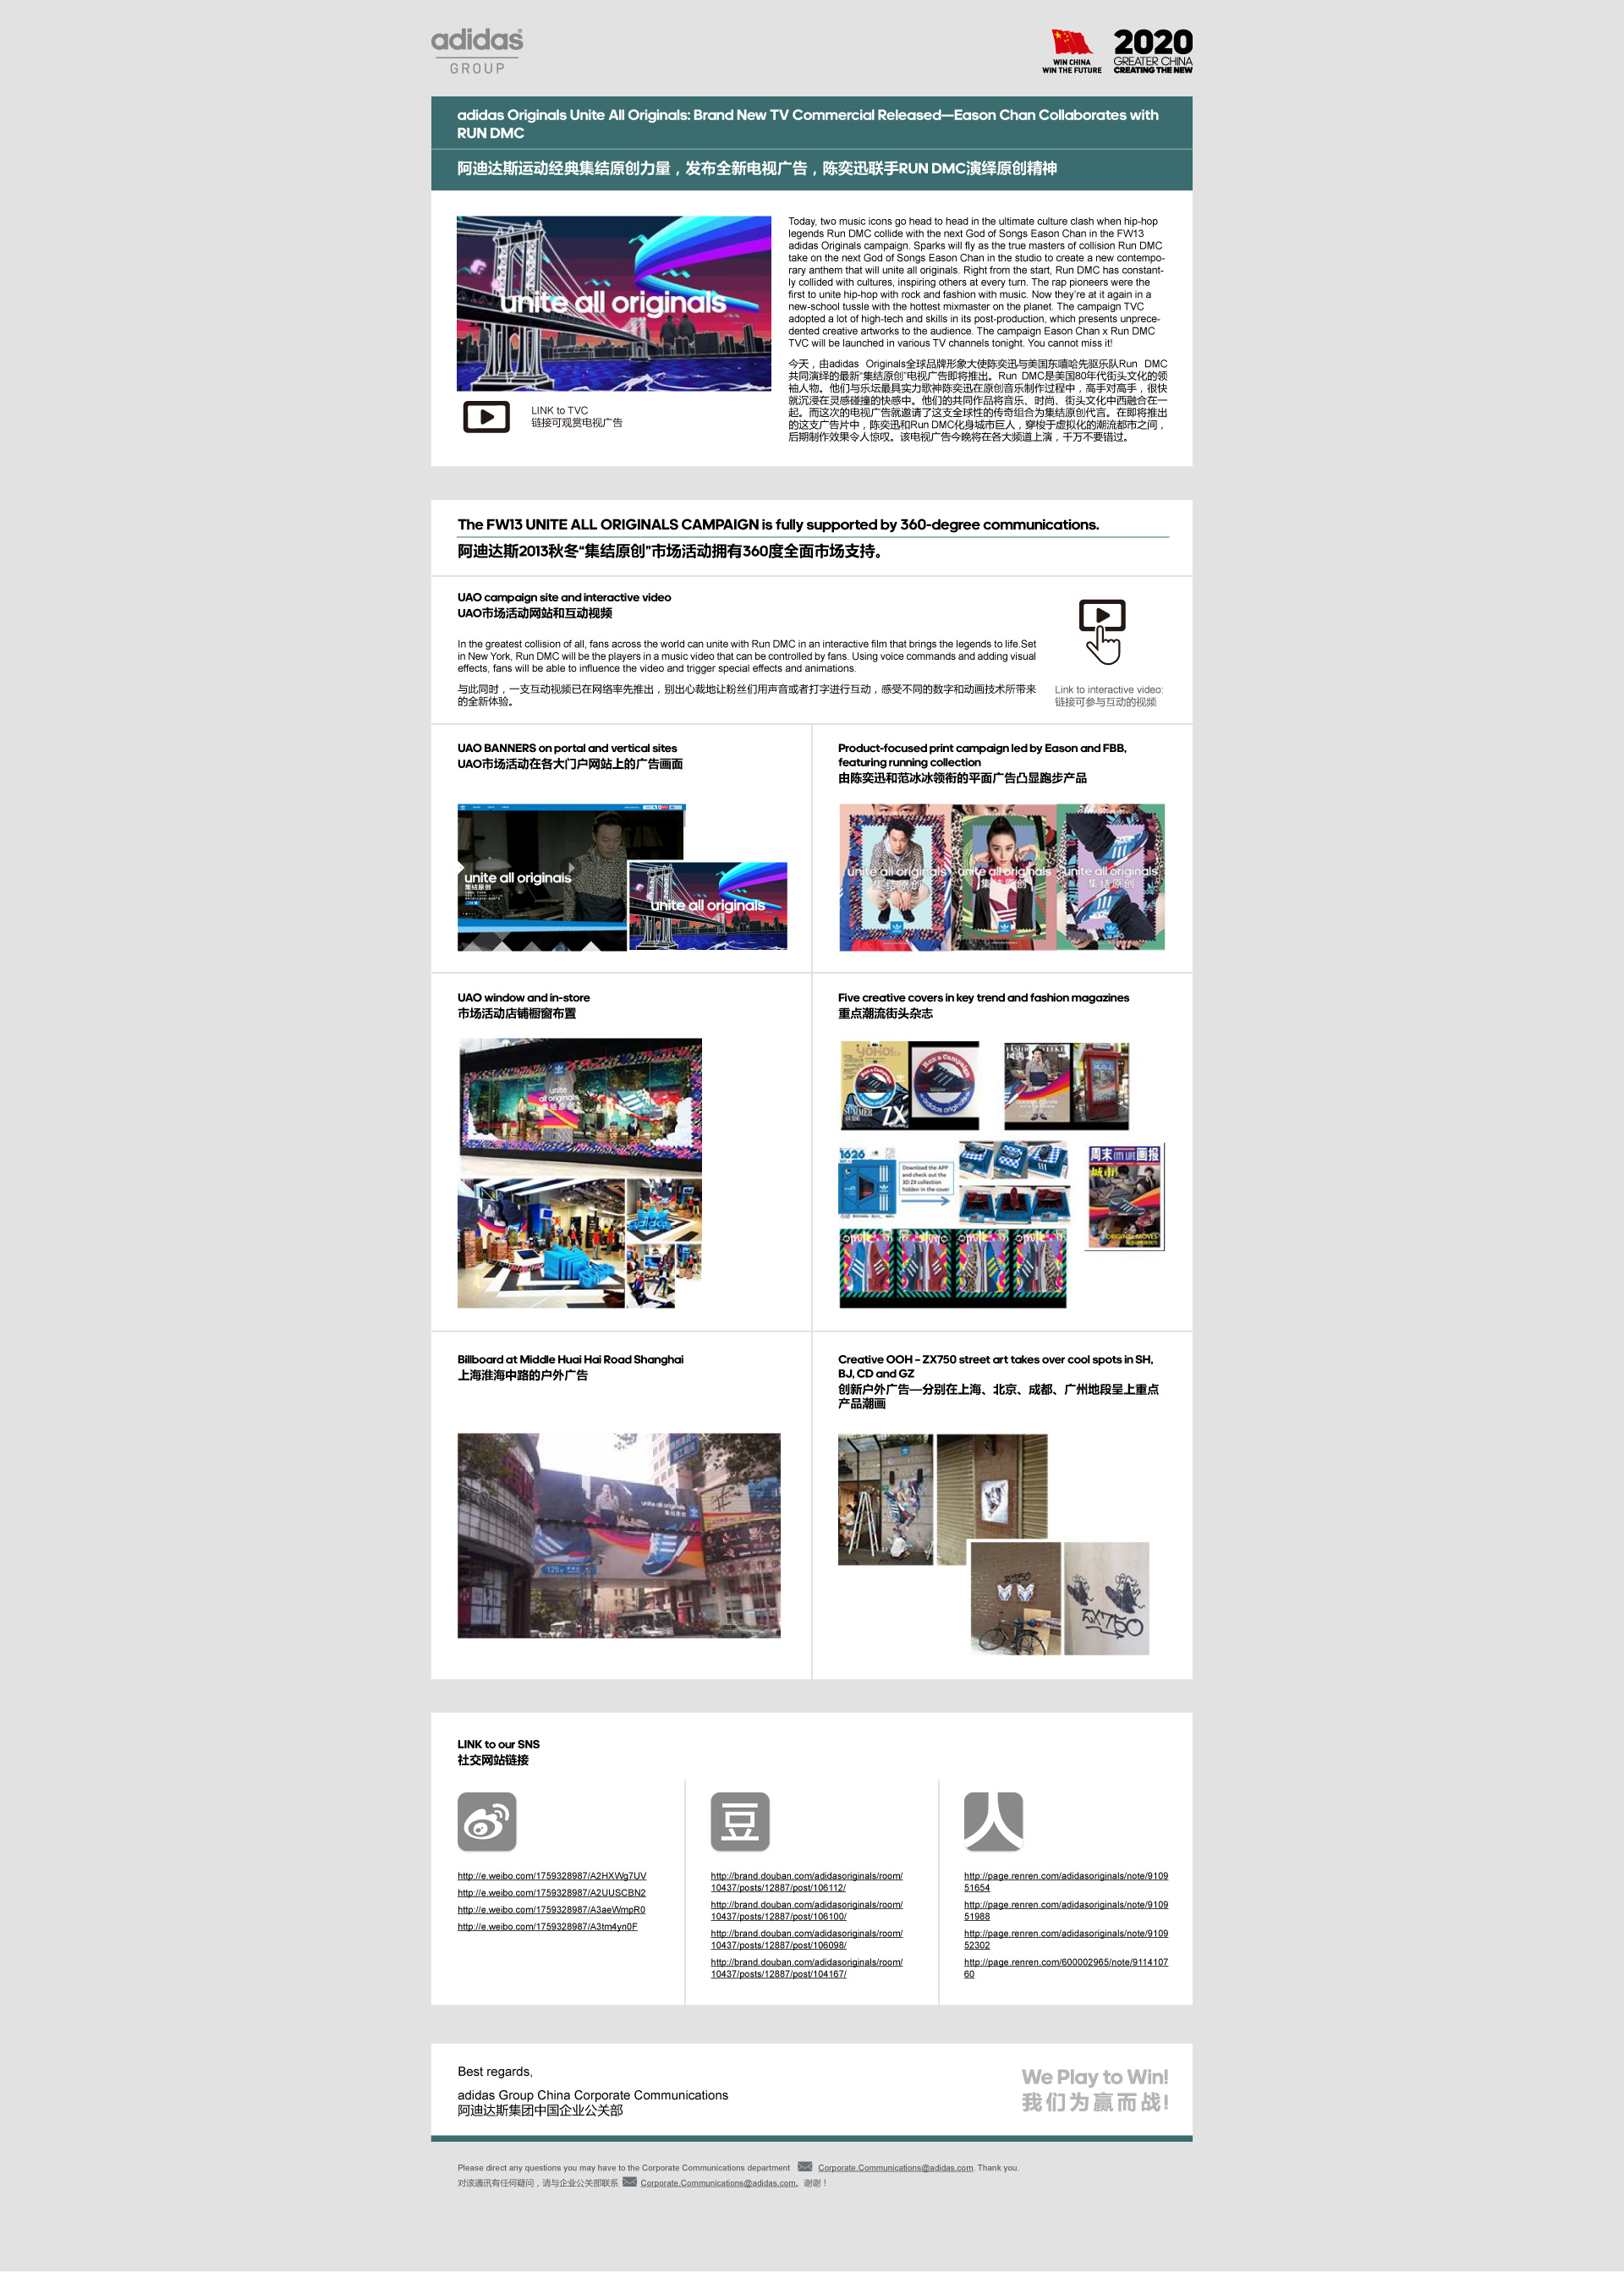 adidas
GROUP
WIN CHINA
WIN THE FUTURE
2020
GREATER CHINA
CREATING THE NEW
adidas Originals Unite All Originals: Brand New TV Commercial Released—Eason Chan Collaborates with
RUN DMC
阿迪达斯运动经典集结原创力量，发布全新电视广告，陈奕迅联手RUN DMC演绎原创精神
unite all originals
LINK to TVC
链接可观赏电视广告
Today, two music icons go head to head in the ultimate culture clash when hip-hop
legends Run DMC collide with the next God of Songs Eason Chan in the FW13
adidas Originals campaign. Sparks will fly as the true masters of collision Run DMC
take on the next God of Songs Eason Chan in the studio to create a new contempo-
rary anthem that will unite all originals. Right from the start, Run DMC has constant-
ly collided with cultures, inspiring others at every turn. The rap pioneers were the
first to unite hip-hop with rock and fashion with music. Now they're at it again in a
new-school tussle with the hottest mixmaster on the planet. The campaign TVC
adopted a lot of high-tech and skills in its post-production, which presents unprece-
dented creative artworks to the audience. The campaign Eason Chan x Run DMC
TVC will be launched in various TV channels tonight. You cannot miss it!
今天，由adidas Originals全球品牌形象大使陈奕迅与美国东嘻哈先驱乐队Run DMC
共同演绎的最新“集结原创”电视广告即将推出。Run DMC是美国80年代街头文化的领
袖人物。他们与乐坛最具实力歌神陈奕迅在原创音乐制作过程中，高手对高手，很快
就沉浸在灵感碰撞的快感中。他们的共同作品将音乐、时尚、街头文化中西融合在一
起。而这次的电视广告就邀请了这支全球性的传奇组合为集结原创代言。在即将推出
的这支广告片中，陈奕迅和Run DMC化身城市巨人，穿梭于虚拟化的潮流都市之间，
后期制作效果令人惊叹。该电视广告今晚将在各大频道上演，千万不要错过。
The FW13 UNITE ALL ORIGINALS CAMPAIGN is fully supported by 360-degree communications.
阿迪达斯2013秋冬“集结原创”市场活动拥有360度全面市场支持。
UAO campaign site and interactive video
UAO市场活动网站和互动视频
In the greatest collision of all, fans across the world can unite with Run DMC in an interactive film that brings the legends to life.Set
in New York, Run DMC will be the players in a music video that can be controlled by fans. Using voice commands and adding visual
effects, fans will be able to influence the video and trigger special effects and animations.
与此同时，一支互动视频已在网络率先推出，别出心裁地让粉丝们用声音或者打字进行互动，感受不同的数字和动画技术所带来
的全新体验。
Link to interactive video:
链接可参与互动的视频
UAO BANNERS on portal and vertical sites
UAO市场活动在各大门户网站上的广告画面
unite all originals
集结原创
unite all originals
Product-focused print campaign led by Eason and FBB,
featuring running collection
由陈奕迅和范冰冰领衔的平面广告凸显跑步产品
unite all originals
集结原创
unite all originals
集结原创
unite all originals
集结原创
UAO window and in-store
市场活动店铺橱窗布置
unite
all originals
集结原创
adidas
Five creative covers in key trend and fashion magazines
重点潮流街头杂志
YOHO!
Run a Campaign
adidas originals
SUMMER
ZX
1626
Download the APP
and check out the
3D ZX collection
hidden in the cover
周末画报
CITY LIFE
城市
ORIGINAL MOVES
Billboard at Middle Huai Hai Road Shanghai
上海淮海中路的户外广告
unite all originals
集结原创
125
Creative OOH – ZX750 street art takes over cool spots in SH,
BJ, CD and GZ
创新户外广告—分别在上海、北京、成都、广州地段呈上重点
产品潮画
ZX750
LINK to our SNS
社交网站链接
豆
人
http://e.weibo.com/1759328987/A2HXWg7UV
http://e.weibo.com/1759328987/A2UUSCBN2
http://e.weibo.com/1759328987/A3aeWmpR0
http://e.weibo.com/1759328987/A3tm4yn0F
http://brand.douban.com/adidasoriginals/room/
10437/posts/12887/post/106112/
http://brand.douban.com/adidasoriginals/room/
10437/posts/12887/post/106100/
http://brand.douban.com/adidasoriginals/room/
10437/posts/12887/post/106098/
http://brand.douban.com/adidasoriginals/room/
10437/posts/12887/post/104167/
http://page.renren.com/adidasoriginals/note/9109
51654
http://page.renren.com/adidasoriginals/note/9109
51988
http://page.renren.com/adidasoriginals/note/9109
52302
http://page.renren.com/600002965/note/9114107
60
Best regards,
adidas Group China Corporate Communications
阿迪达斯集团中国企业公关部
We Play to Win!
我们为赢而战!
Please direct any questions you may have to the Corporate Communications department Corporate.Communications@adidas.com. Thank you.
对该通讯有任何疑问，请与企业公关部联系 Corporate.Communications@adidas.com。谢谢！